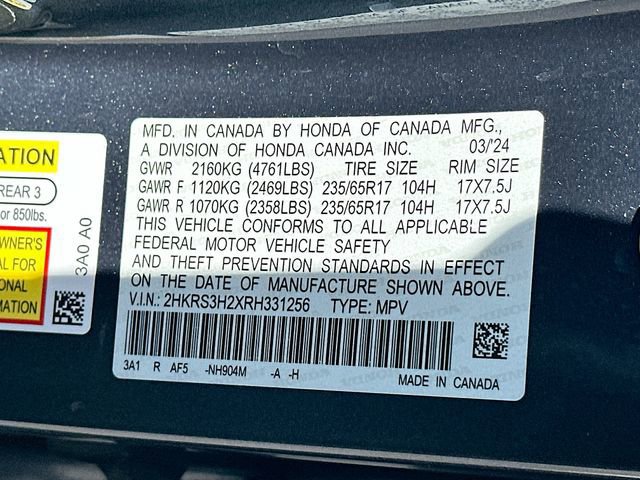 MFD. IN CANADA BY HONDA OF CANADA MFG.,
A DIVISION OF HONDA CANADA INC. 03/'24
GVWR 2160KG (4761LBS) TIRE SIZE RIM SIZE
GAWR F 1120KG (2469LBS) 235/65R17 104H 17X7.5J
GAWR R 1070KG (2358LBS) 235/65R17 104H 17X7.5J
THIS VEHICLE CONFORMS TO ALL APPLICABLE
FEDERAL MOTOR VEHICLE SAFETY
AND THEFT PREVENTION STANDARDS IN EFFECT
ON THE DATE OF MANUFACTURE SHOWN ABOVE.
V.I.N.: 2HKRS3H2XRH331256 TYPE: MPV
3A1 R AF5 -NH904M -A -H
MADE IN CANADA
ATION
REAR 3
or 850lbs.
OWNER'S
AL FOR
IONAL
MATION
3A0 A0